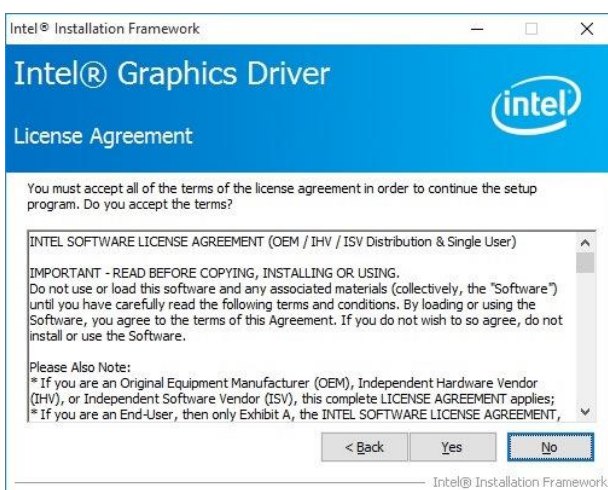 Intel® Installation Framework
Intel® Graphics Driver
intel
License Agreement
You must accept all of the terms of the license agreement in order to continue the setup
program. Do you accept the terms?
INTEL SOFTWARE LICENSE AGREEMENT (OEM / IHV / ISV Distribution & Single User)
IMPORTANT - READ BEFORE COPYING, INSTALLING OR USING.
Do not use or load this software and any associated materials (collectively, the "Software")
until you have carefully read the following terms and conditions. By loading or using the
Software, you agree to the terms of this Agreement. If you do not wish to so agree, do not
install or use the Software.
Please Also Note:
* If you are an Original Equipment Manufacturer (OEM), Independent Hardware Vendor
(IHV), or Independent Software Vendor (ISV), this complete LICENSE AGREEMENT applies;
* If you are an End-User, then only Exhibit A, the INTEL SOFTWARE LICENSE AGREEMENT,
< Back Yes No
Intel® Installation Framework